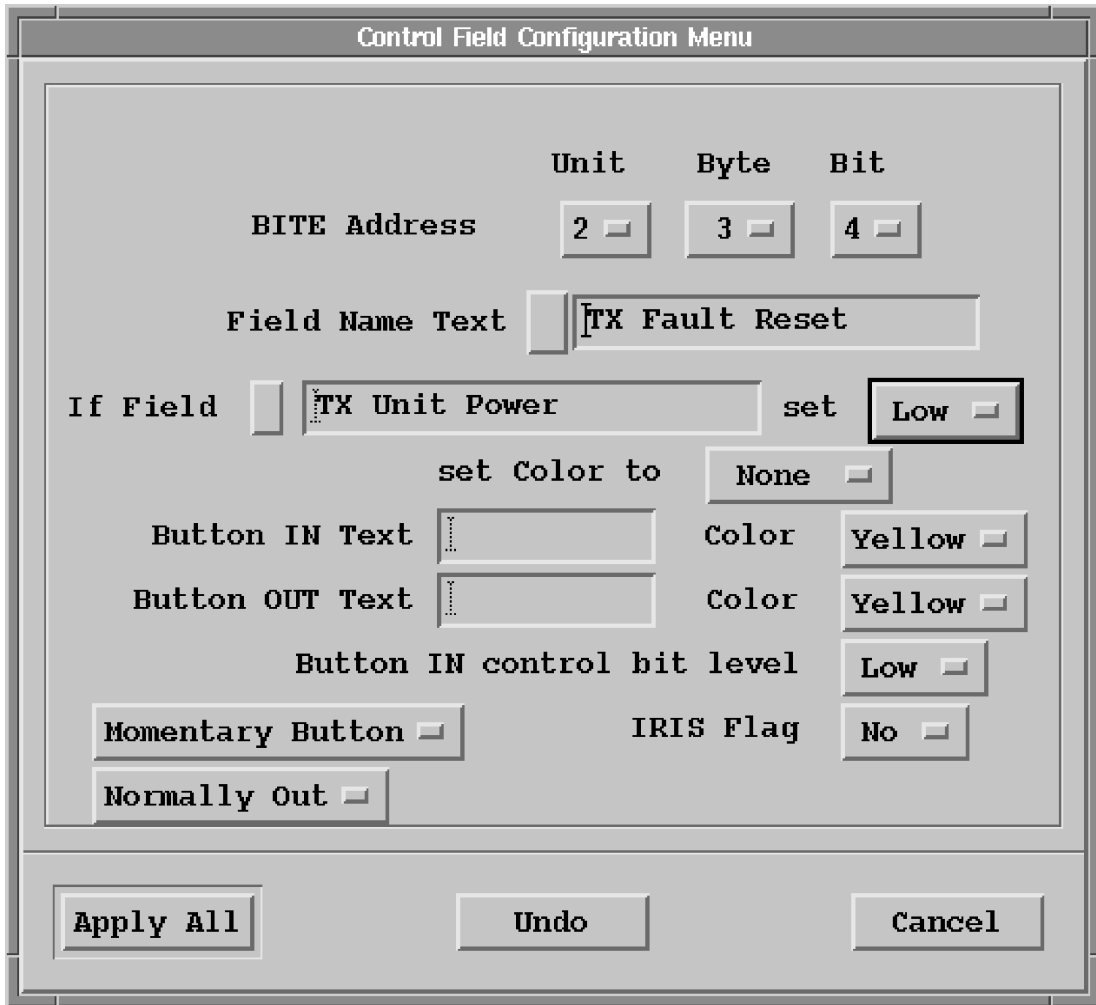 Control Field Configuration Menu
Unit Byte Bit
BITE Address 2 3 4
Field Name Text TX Fault Reset
If Field TX Unit Power set Low
set Color to None
Button IN Text Color Yellow
Button OUT Text Color Yellow
Button IN control bit level Low
Momentary Button IRIS Flag No
Normally Out
Apply All Undo Cancel